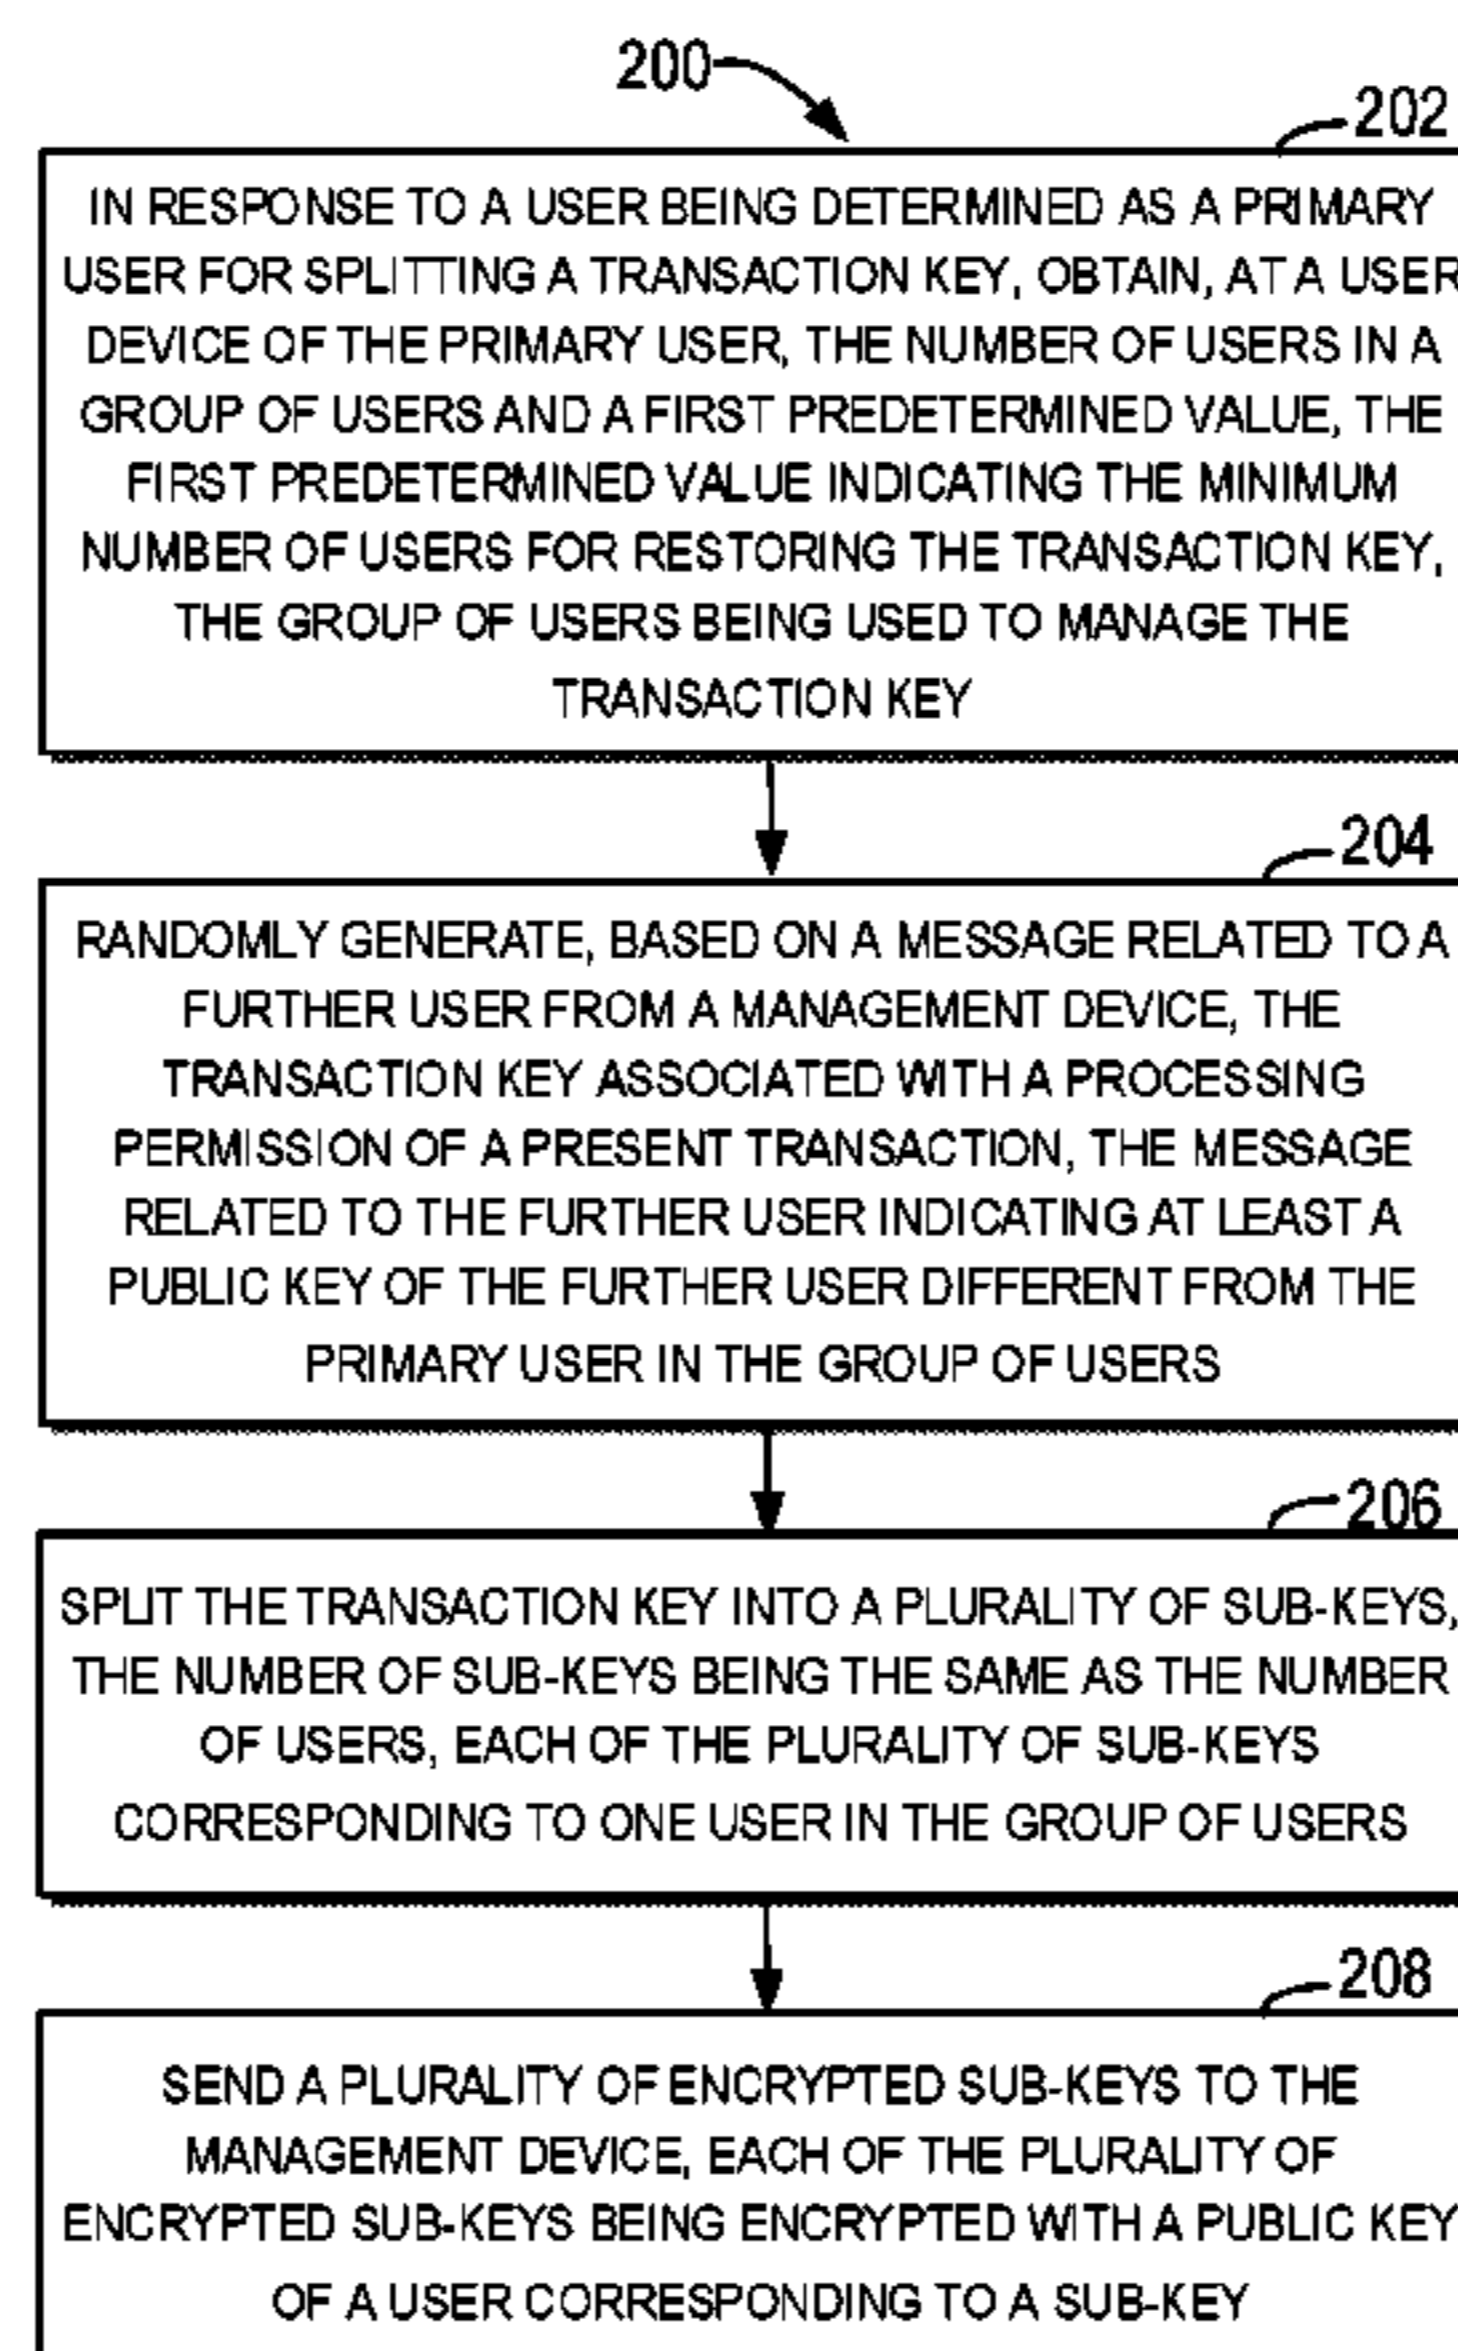 200
202
IN RESPONSE TO A USER BEING DETERMINED AS A PRIMARY
USER FOR SPLITTING A TRANSACTION KEY, OBTAIN, AT A USER
DEVICE OF THE PRIMARY USER, THE NUMBER OF USERS IN A
GROUP OF USERS AND A FIRST PREDETERMINED VALUE, THE
FIRST PREDETERMINED VALUE INDICATING THE MINIMUM
NUMBER OF USERS FOR RESTORING THE TRANSACTION KEY,
THE GROUP OF USERS BEING USED TO MANAGE THE
TRANSACTION KEY
204
RANDOMLY GENERATE, BASED ON A MESSAGE RELATED TO A
FURTHER USER FROM A MANAGEMENT DEVICE, THE
TRANSACTION KEY ASSOCIATED WITH A PROCESSING
PERMISSION OF A PRESENT TRANSACTION, THE MESSAGE
RELATED TO THE FURTHER USER INDICATING AT LEAST A
PUBLIC KEY OF THE FURTHER USER DIFFERENT FROM THE
PRIMARY USER IN THE GROUP OF USERS
206
SPLIT THE TRANSACTION KEY INTO A PLURALITY OF SUB-KEYS,
THE NUMBER OF SUB-KEYS BEING THE SAME AS THE NUMBER
OF USERS, EACH OF THE PLURALITY OF SUB-KEYS
CORRESPONDING TO ONE USER IN THE GROUP OF USERS
208
SEND A PLURALITY OF ENCRYPTED SUB-KEYS TO THE
MANAGEMENT DEVICE, EACH OF THE PLURALITY OF
ENCRYPTED SUB-KEYS BEING ENCRYPTED WITH A PUBLIC KEY
OF A USER CORRESPONDING TO A SUB-KEY